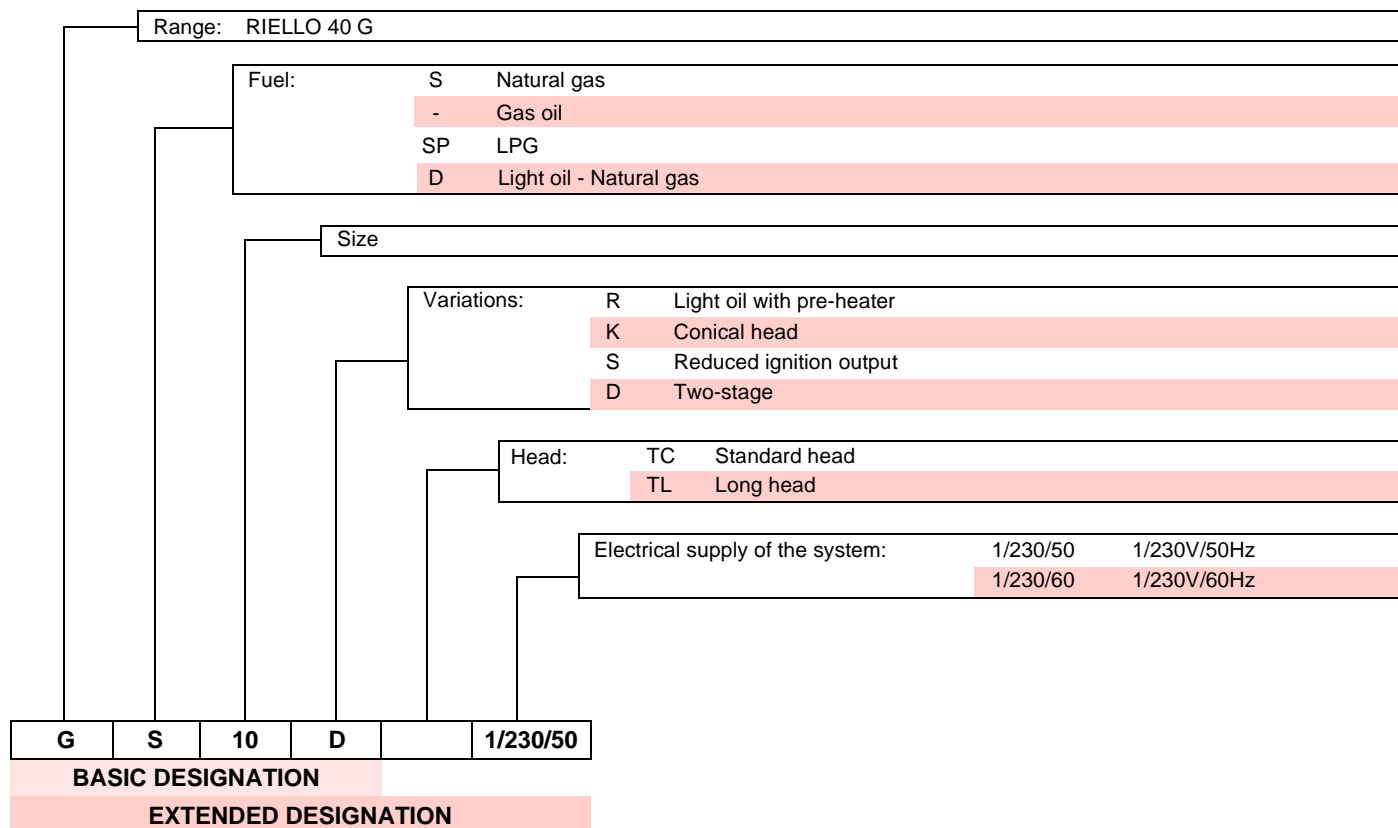 Range: RIELLO 40 G
Fuel: S Natural gas
- Gas oil
SP LPG
D Light oil - Natural gas
Size
Variations: R Light oil with pre-heater
K Conical head
S Reduced ignition output
D Two-stage
Head: TC Standard head
TL Long head
Electrical supply of the system: 1/230/50 1/230V/50Hz
1/230/60 1/230V/60Hz
G S 10 D 1/230/50
BASIC DESIGNATION
EXTENDED DESIGNATION